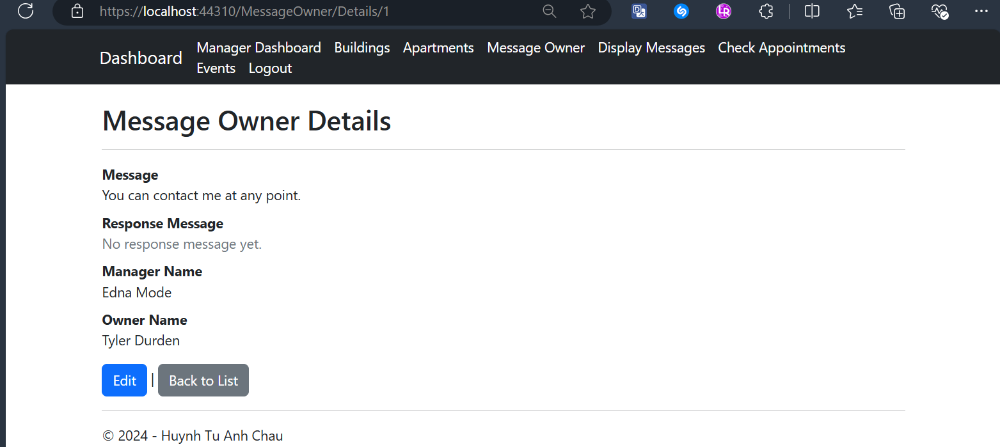 https://localhost:44310/MessageOwner/Details/1
Dashboard Manager Dashboard Buildings Apartments Message Owner Display Messages Check Appointments
Events Logout
Message Owner Details
Message
You can contact me at any point.
Response Message
No response message yet.
Manager Name
Edna Mode
Owner Name
Tyler Durden
Edit | Back to List
© 2024 - Huynh Tu Anh Chau